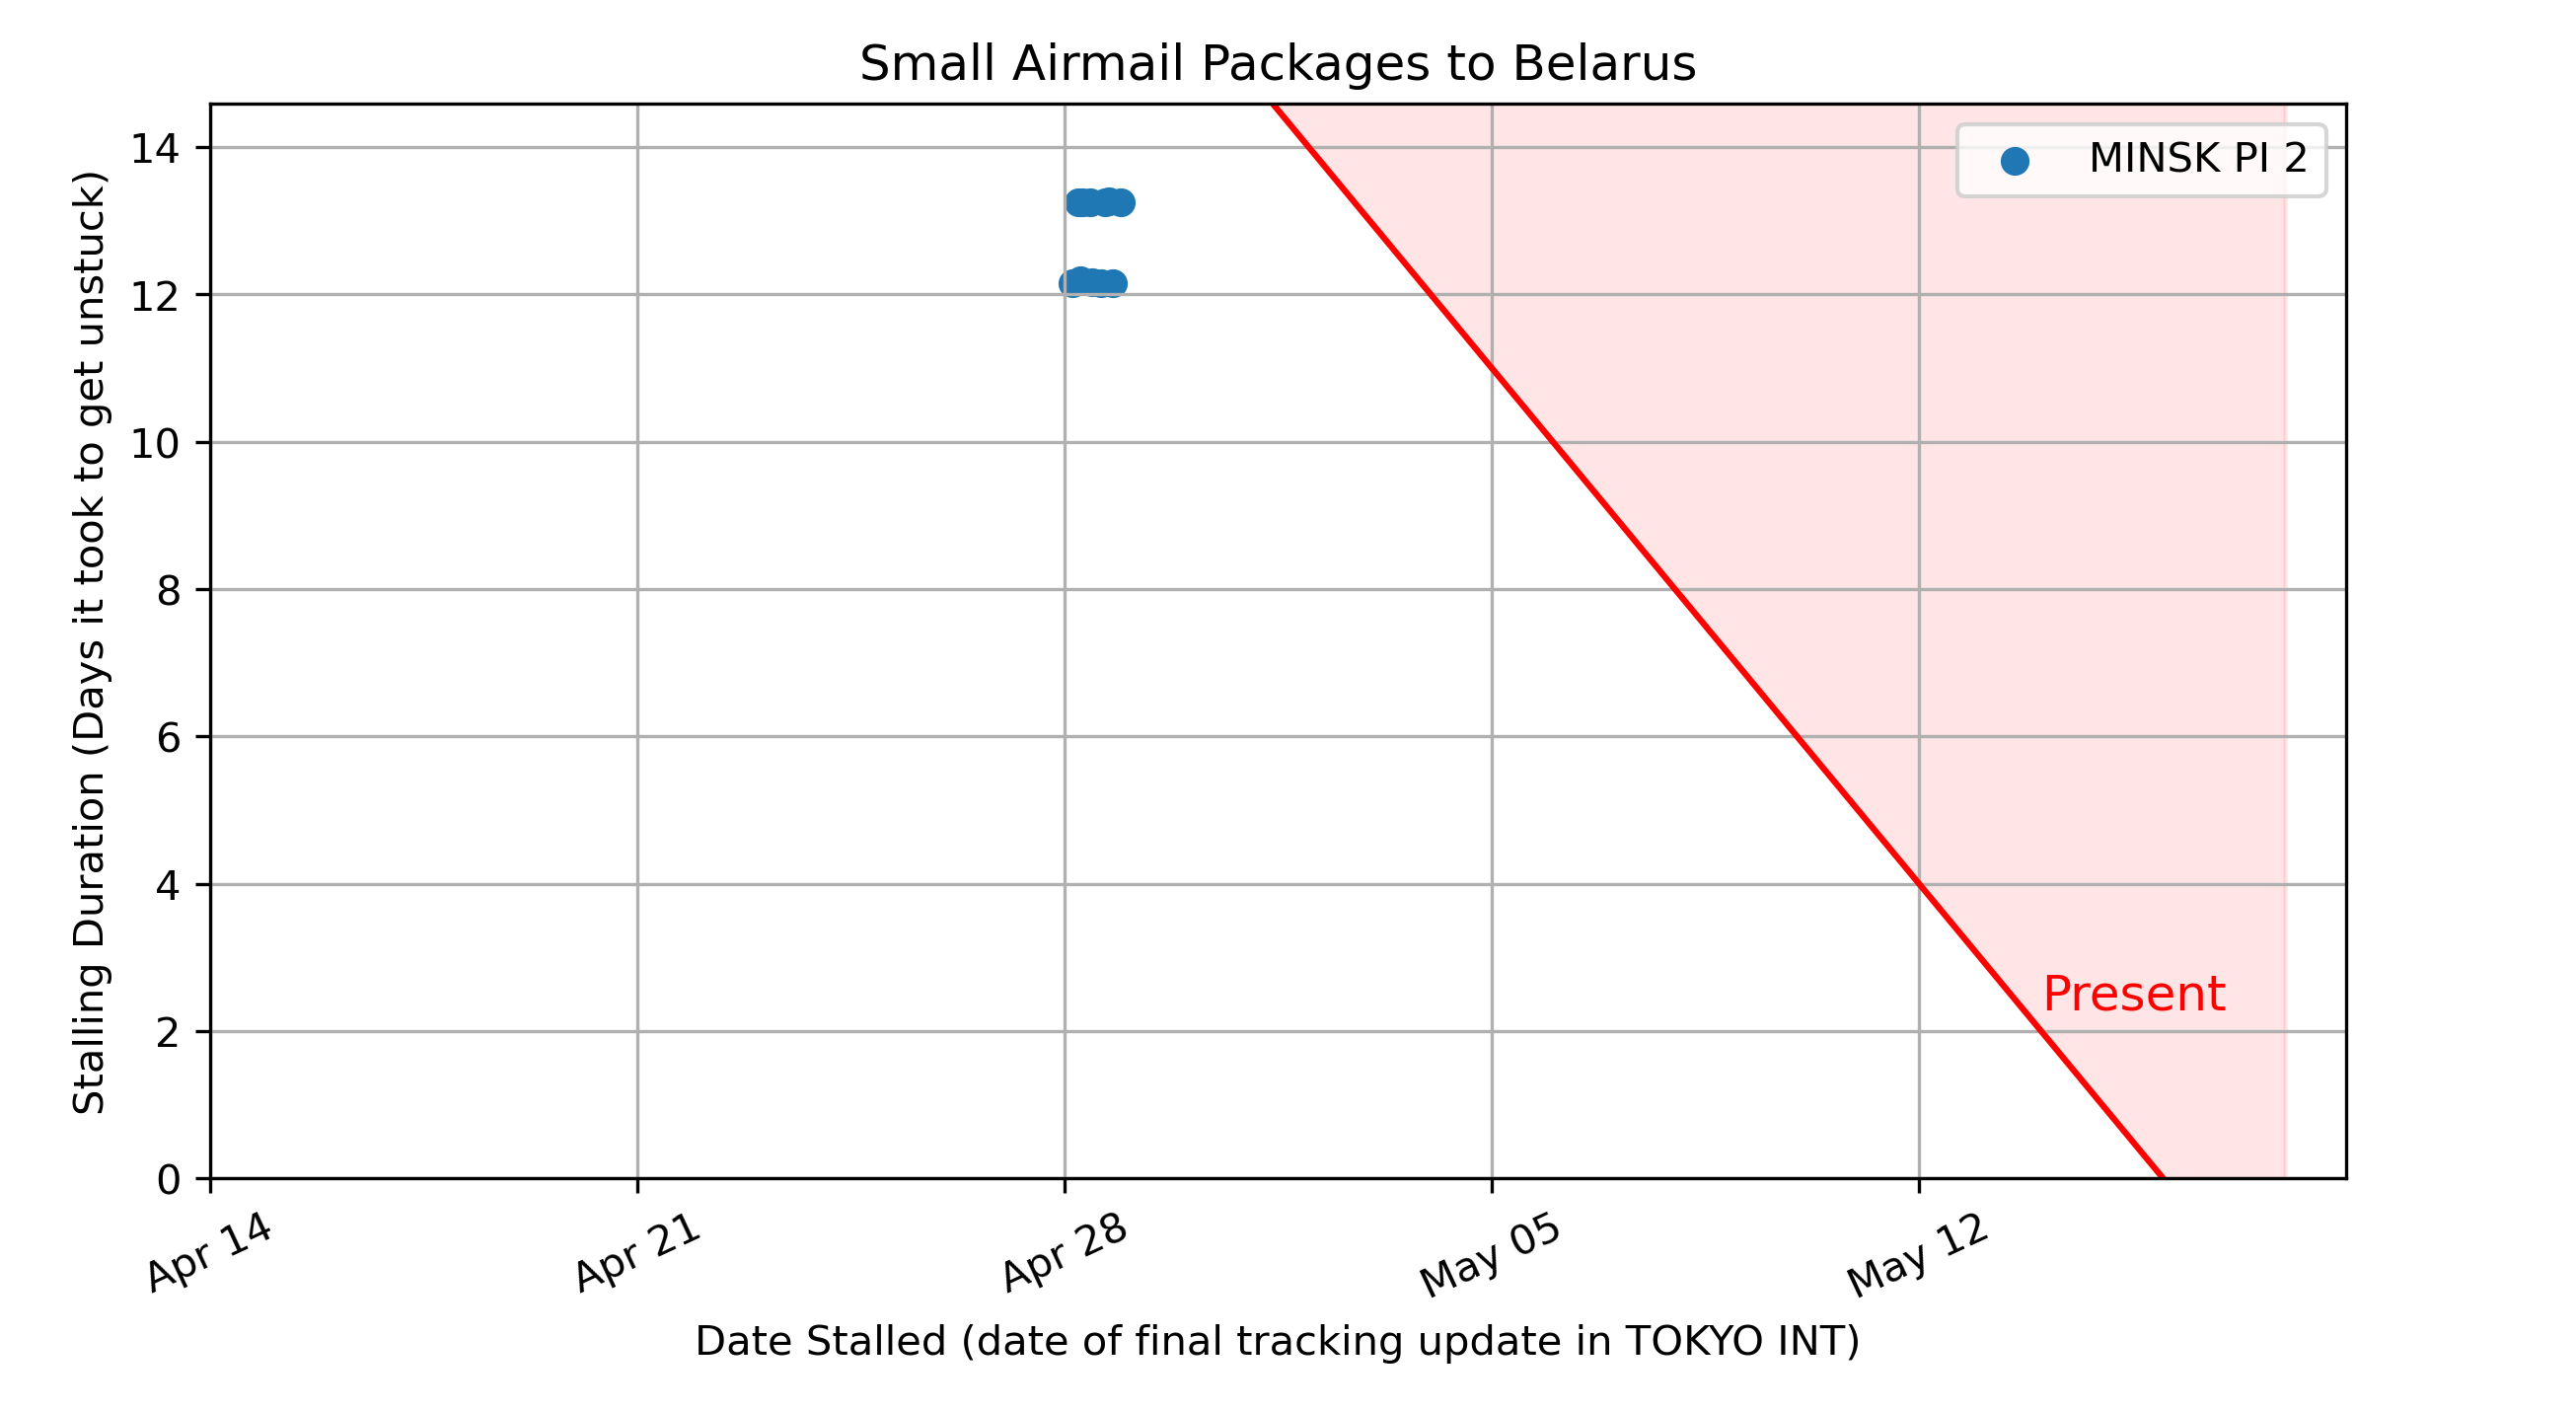 Small Airmail Packages to Belarus
MINSK PI 2
Stalling Duration (Days it took to get unstuck)
14
12
10
8
6
4
2
0
Present
Apr 14
Apr 21
Apr 28
May 05
May 12
Date Stalled (date of final tracking update in TOKYO INT)